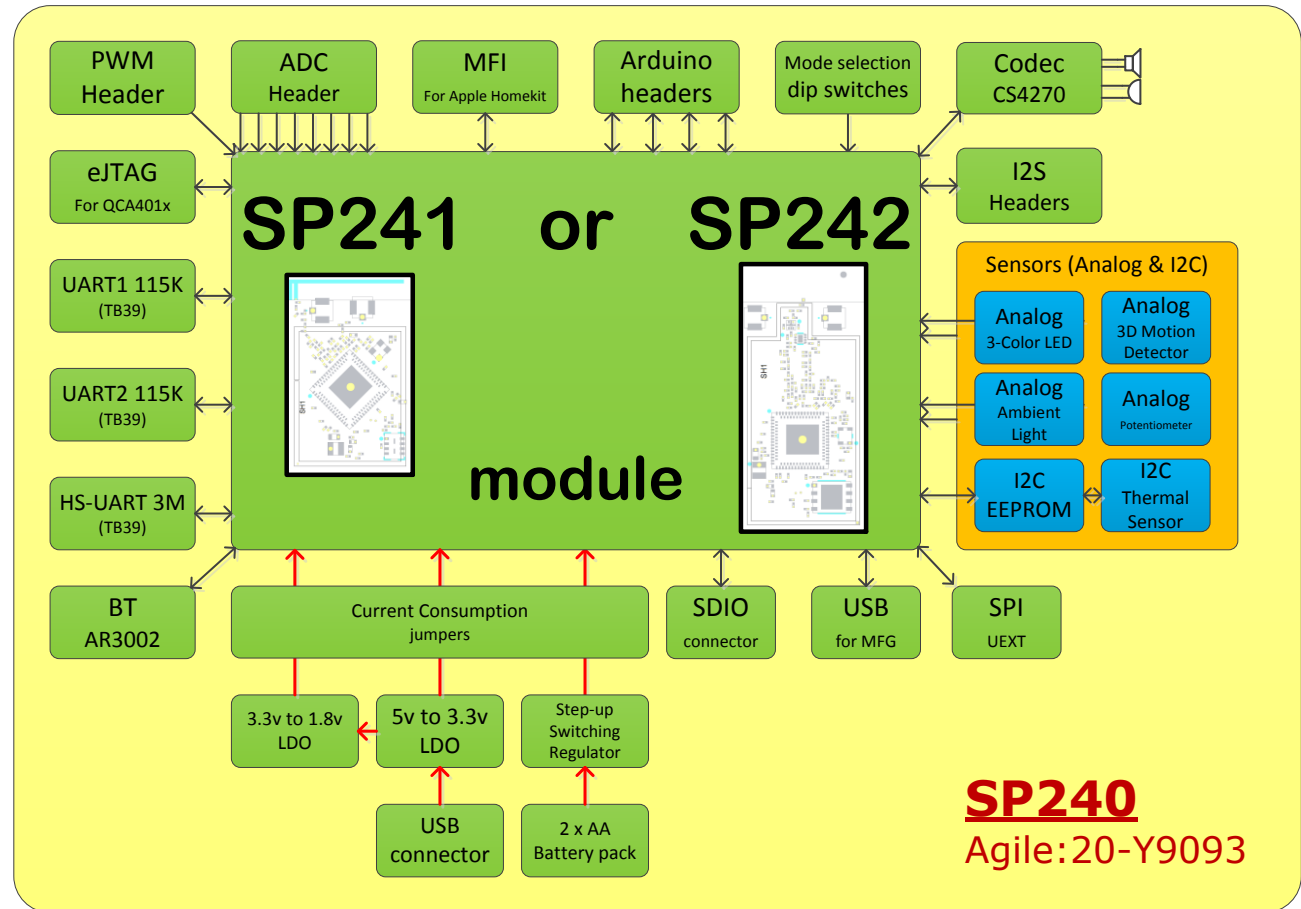 PWM
Header
ADC
Header
MFI
For Apple Homekit
Arduino
headers
Mode selection
dip switches
Codec
CS4270
eJTAG
For QCA401x
I2S
Headers
SP241 or SP242
module
SH1
SH1
UART1 115K
(TB39)
UART2 115K
(TB39)
HS-UART 3M
(TB39)
BT
AR3002
Sensors (Analog & I2C)
Analog
3-Color LED
Analog
3D Motion
Detector
Analog
Ambient
Light
Analog
Potentiometer
I2C
EEPROM
I2C
Thermal
Sensor
Current Consumption
jumpers
SDIO
connector
USB
for MFG
SPI
UEXT
3.3v to 1.8v
LDO
5v to 3.3v
LDO
Step-up
Switching
Regulator
USB
connector
2 x AA
Battery pack
SP240
Agile:20-Y9093